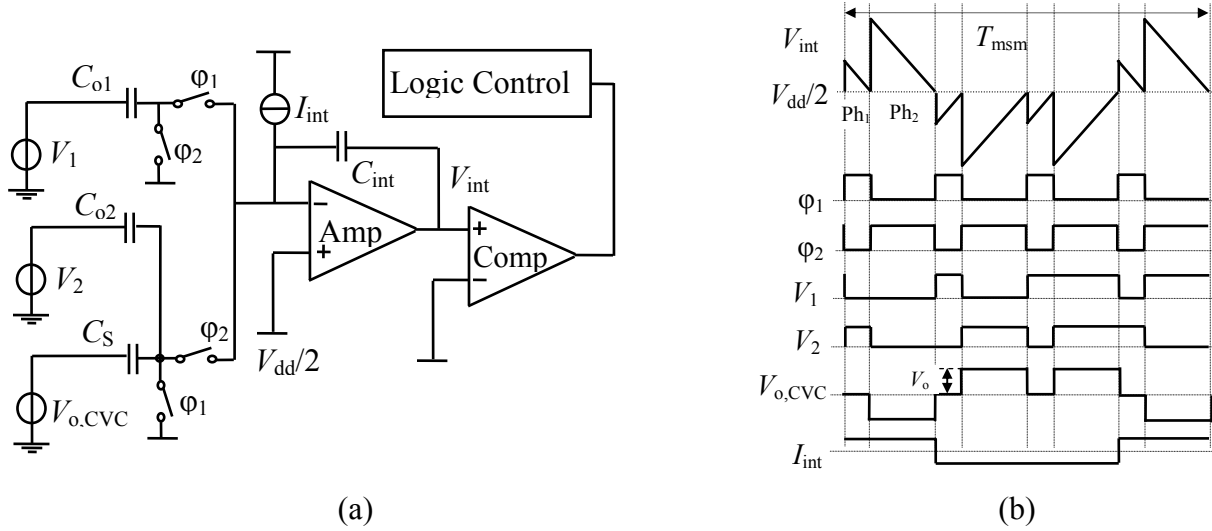 C_o1
φ_1
V_1
φ_2
C_o2
V_2
C_S
φ_2
V_o,CVC
φ_1
I_int
C_int
Amp
V_dd/2
V_int
Logic Control
Comp
(a)
V_int
T_msm
V_dd/2
Ph_1
Ph_2
φ_1
φ_2
V_1
V_2
V_o,CVC
V_o
I_int
(b)